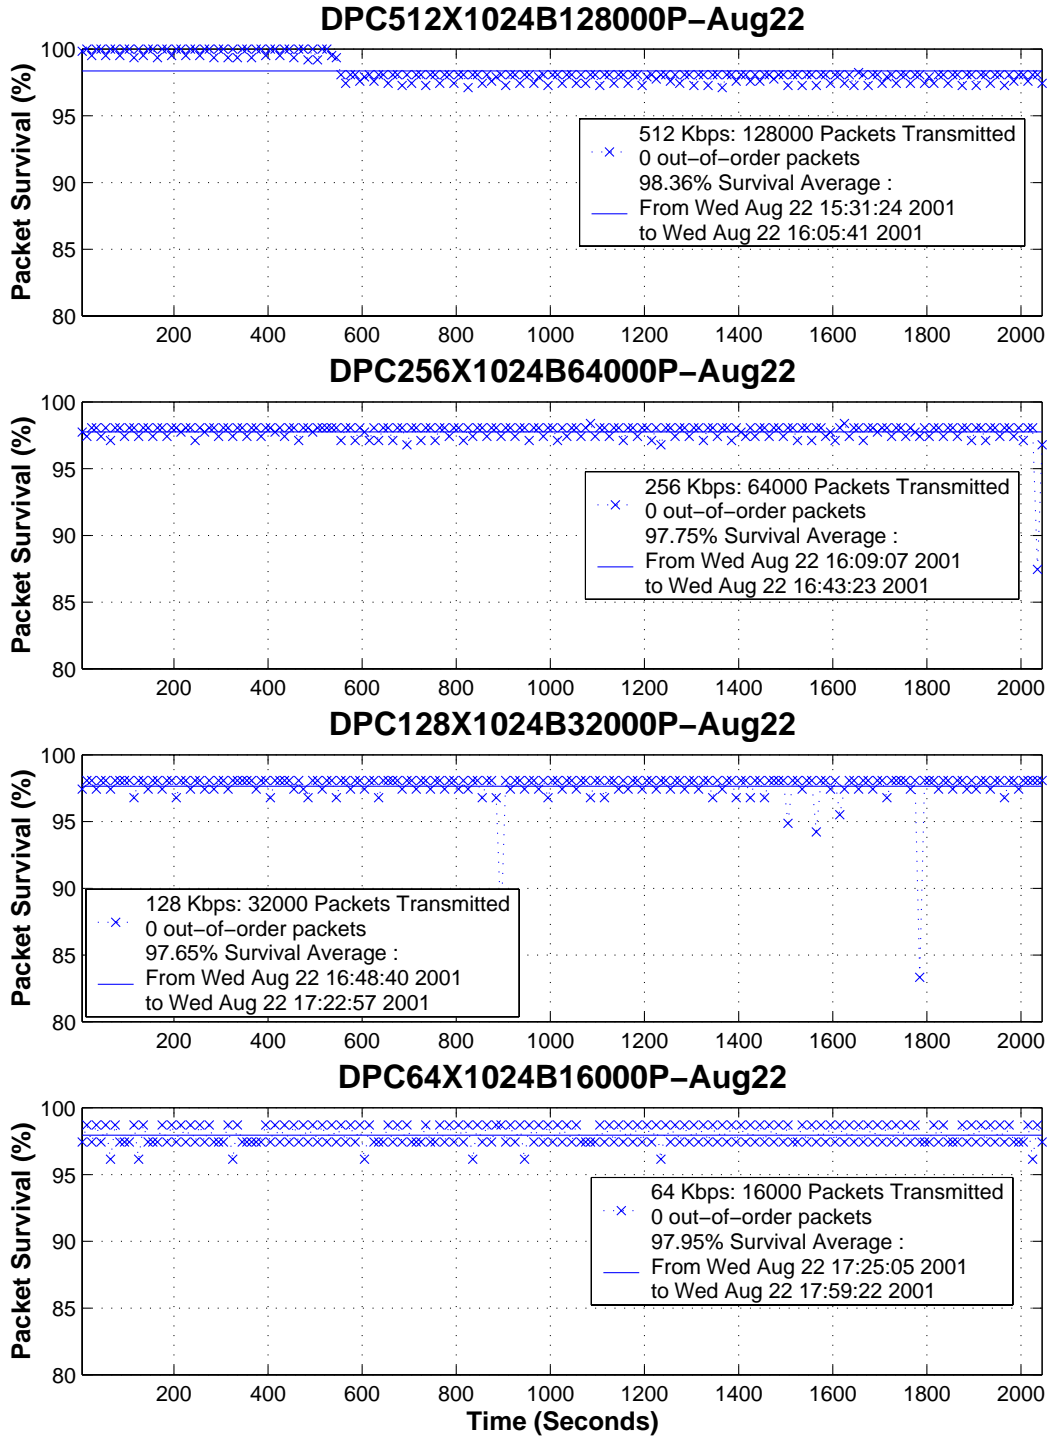 DPC512X1024B128000P−Aug22
100
95
90
85
80
Packet Survival (%)
512 Kbps: 128000 Packets Transmitted
0 out−of−order packets
98.36% Survival Average :
From Wed Aug 22 15:31:24 2001
to Wed Aug 22 16:05:41 2001
200 400 600 800 1000 1200 1400 1600 1800 2000
DPC256X1024B64000P−Aug22
100
95
90
85
80
Packet Survival (%)
256 Kbps: 64000 Packets Transmitted
0 out−of−order packets
97.75% Survival Average :
From Wed Aug 22 16:09:07 2001
to Wed Aug 22 16:43:23 2001
200 400 600 800 1000 1200 1400 1600 1800 2000
DPC128X1024B32000P−Aug22
100
95
90
85
80
Packet Survival (%)
128 Kbps: 32000 Packets Transmitted
0 out−of−order packets
97.65% Survival Average :
From Wed Aug 22 16:48:40 2001
to Wed Aug 22 17:22:57 2001
200 400 600 800 1000 1200 1400 1600 1800 2000
DPC64X1024B16000P−Aug22
100
95
90
85
80
Packet Survival (%)
64 Kbps: 16000 Packets Transmitted
0 out−of−order packets
97.95% Survival Average :
From Wed Aug 22 17:25:05 2001
to Wed Aug 22 17:59:22 2001
200 400 600 800 1000 1200 1400 1600 1800 2000
Time (Seconds)